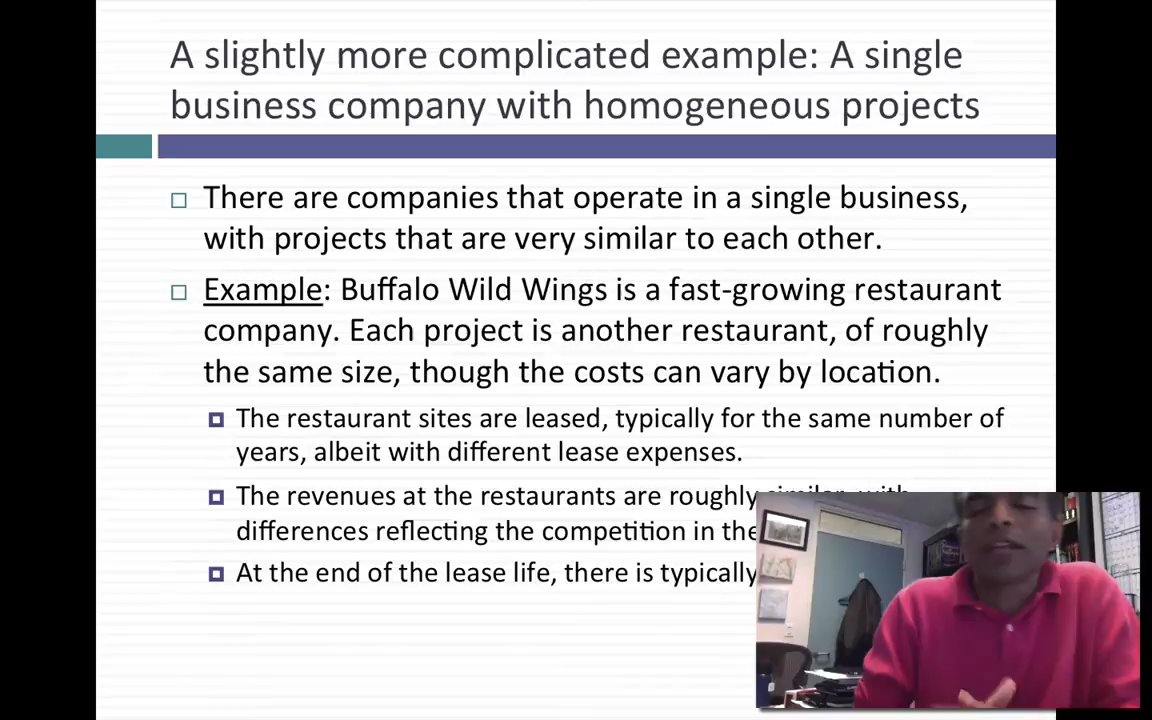 A slightly more complicated example: A single
business company with homogeneous projects
There are companies that operate in a single business,
with projects that are very similar to each other.
Example: Buffalo Wild Wings is a fast-growing restaurant
company. Each project is another restaurant, of roughly
the same size, though the costs can vary by location.
The restaurant sites are leased, typically for the same number of
years, albeit with different lease expenses.
The revenues at the restaurants are roughly similar, with
differences reflecting the competition in the
At the end of the lease life, there is typically